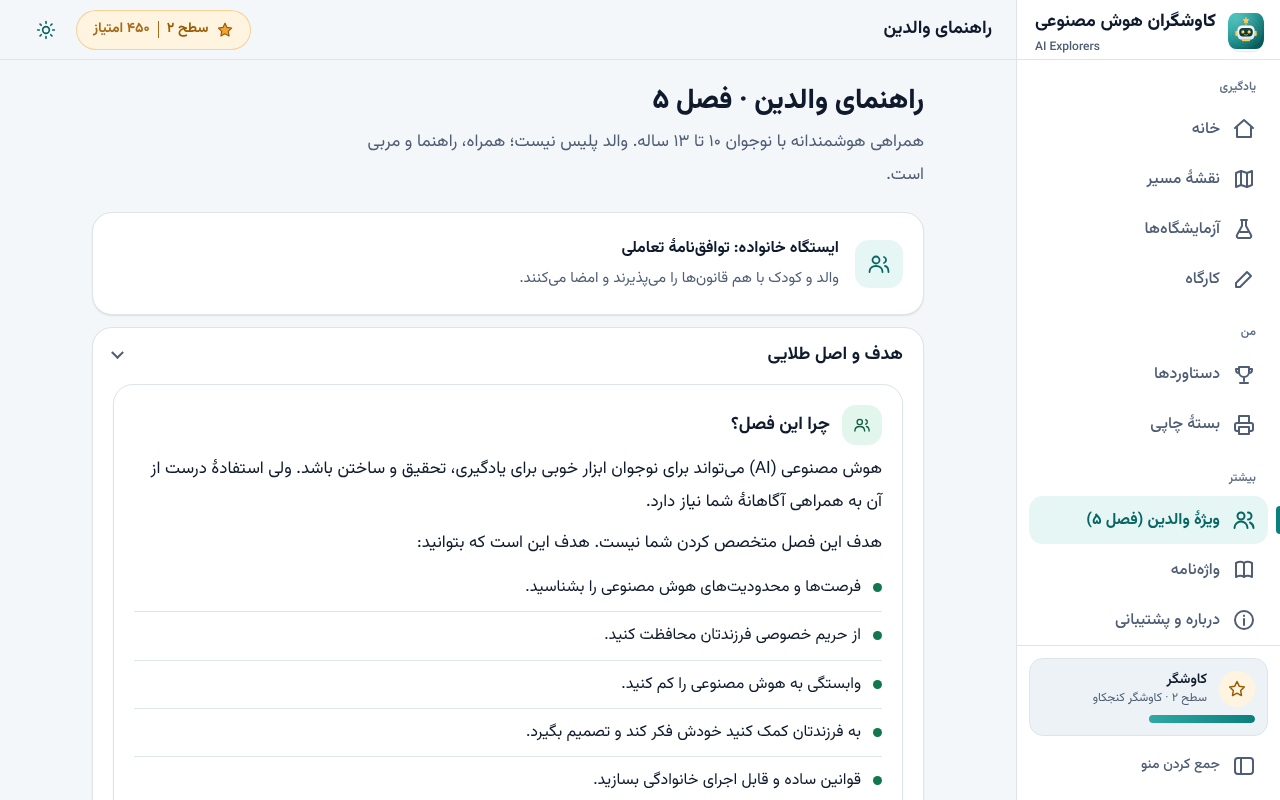 کاوشگران هوش مصنوعی
AI Explorers
یادگیری
خانه
نقشهٔ مسیر
آزمایشگاه‌ها
کارگاه
من
دستاوردها
بستهٔ چاپی
بیشتر
ویژهٔ والدین (فصل ۵)
واژه‌نامه
درباره و پشتیبانی
کاوشگر
سطح ۲ · کاوشگر کنجکاو
جمع کردن منو
راهنمای والدین
سطح ۲ | ۴۵۰ امتیاز
راهنمای والدین · فصل ۵
همراهی هوشمندانه با نوجوان ۱۰ تا ۱۳ ساله. والد پلیس نیست؛ همراه، راهنما و مربی
است.
ایستگاه خانواده: توافق‌نامهٔ تعاملی
والد و کودک با هم قانون‌ها را می‌پذیرند و امضا می‌کنند.
هدف و اصل طلایی
چرا این فصل؟
هوش مصنوعی (AI) می‌تواند برای نوجوان ابزار خوبی برای یادگیری، تحقیق و ساختن باشد. ولی استفادهٔ درست از
آن به همراهی آگاهانهٔ شما نیاز دارد.
هدف این فصل متخصص کردن شما نیست. هدف این است که بتوانید:
فرصت‌ها و محدودیت‌های هوش مصنوعی را بشناسید.
از حریم خصوصی فرزندتان محافظت کنید.
وابستگی به هوش مصنوعی را کم کنید.
به فرزندتان کمک کنید خودش فکر کند و تصمیم بگیرد.
قوانین ساده و قابل اجرای خانوادگی بسازید.